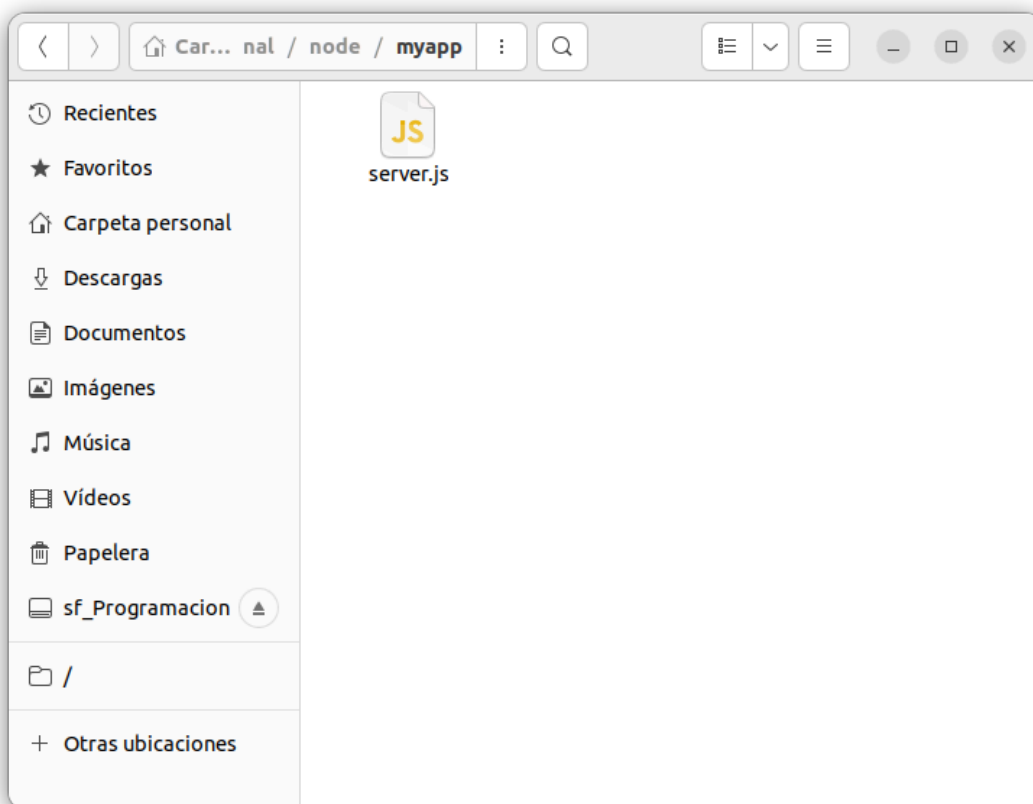 Car... nal / node / myapp
Recientes
Favoritos
Carpeta personal
Descargas
Documentos
Imágenes
Música
Vídeos
Papelera
sf_Programacion
/
Otras ubicaciones
JS
server.js